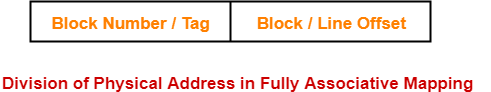 Block Number / Tag Block / Line Offset
Division of Physical Address in Fully Associative Mapping